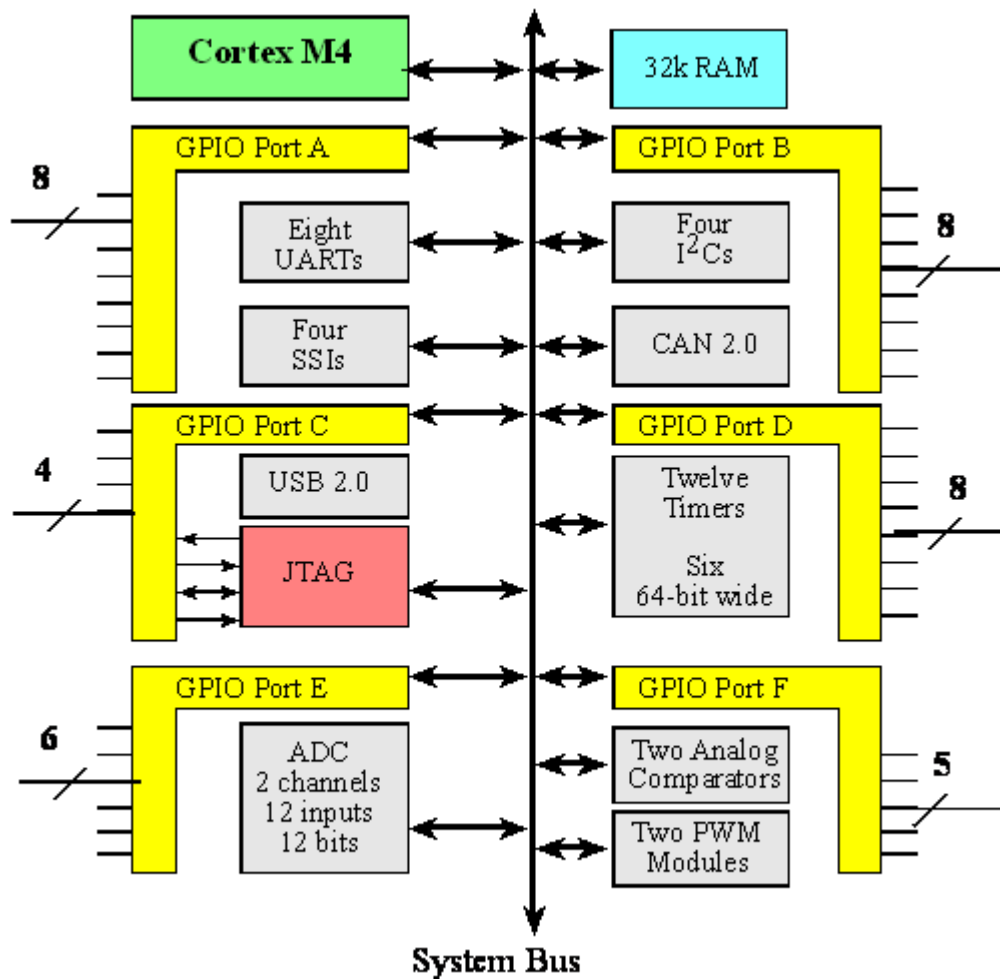 Cortex M4
32k RAM
GPIO Port A
GPIO Port B
8
8
Eight
UARTs
Four
I²Cs
Four
SSIs
CAN 2.0
GPIO Port C
GPIO Port D
4
8
USB 2.0
JTAG
Twelve
Timers
Six
64-bit wide
GPIO Port E
GPIO Port F
6
5
ADC
2 channels
12 inputs
12 bits
Two Analog
Comparators
Two PWM
Modules
System Bus